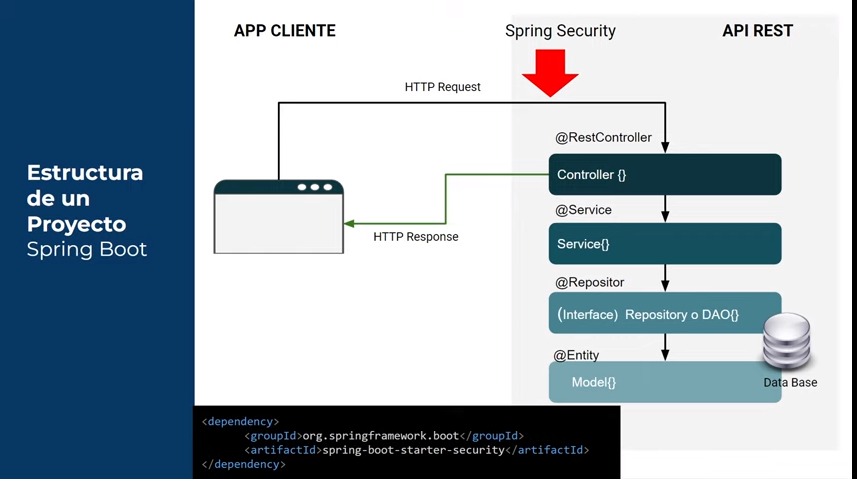 APP CLIENTE
Spring Security
API REST
HTTP Request
@RestController
Controller {}
@Service
HTTP Response
Service{}
@Repositor
(Interface) Repository o DAO{}
@Entity
Model{}
Data Base
Estructura
de un
Proyecto
Spring Boot
<dependency>
<groupId>org.springframework.boot</groupId>
<artifactId>spring-boot-starter-security</artifactId>
</dependency>